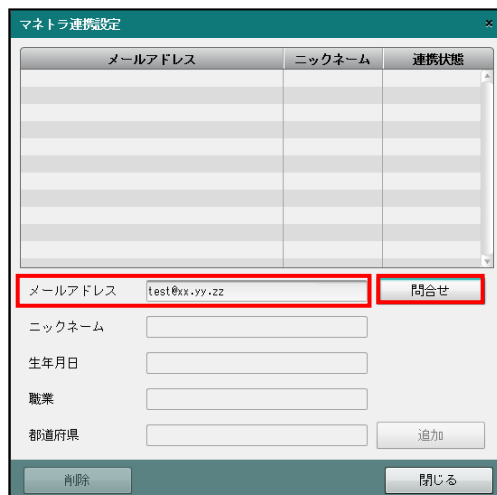 マネトラ連携設定 ×
メールアドレス ニックネーム 連携状態
メールアドレス test@xx.yy.zz 問合せ
ニックネーム
生年月日
職業
都道府県 追加
削除 閉じる